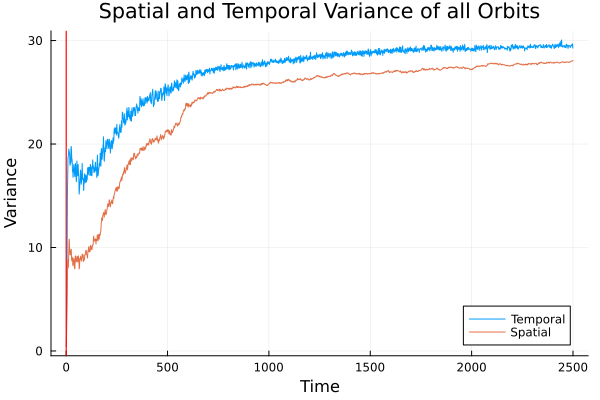 Spatial and Temporal Variance of all Orbits
30
20
10
0
Variance
Temporal
Spatial
0 500 1000 1500 2000 2500
Time